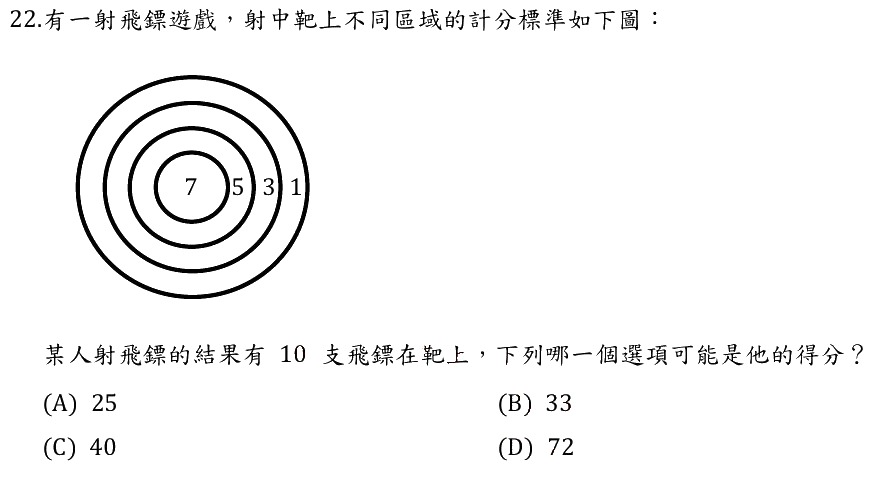 22.有一射飛鏢遊戲，射中靶上不同區域的計分標準如下圖：
7 5 3 1
某人射飛鏢的結果有 10 支飛鏢在靶上，下列哪一個選項可能是他的得分？
(A) 25 (B) 33
(C) 40 (D) 72